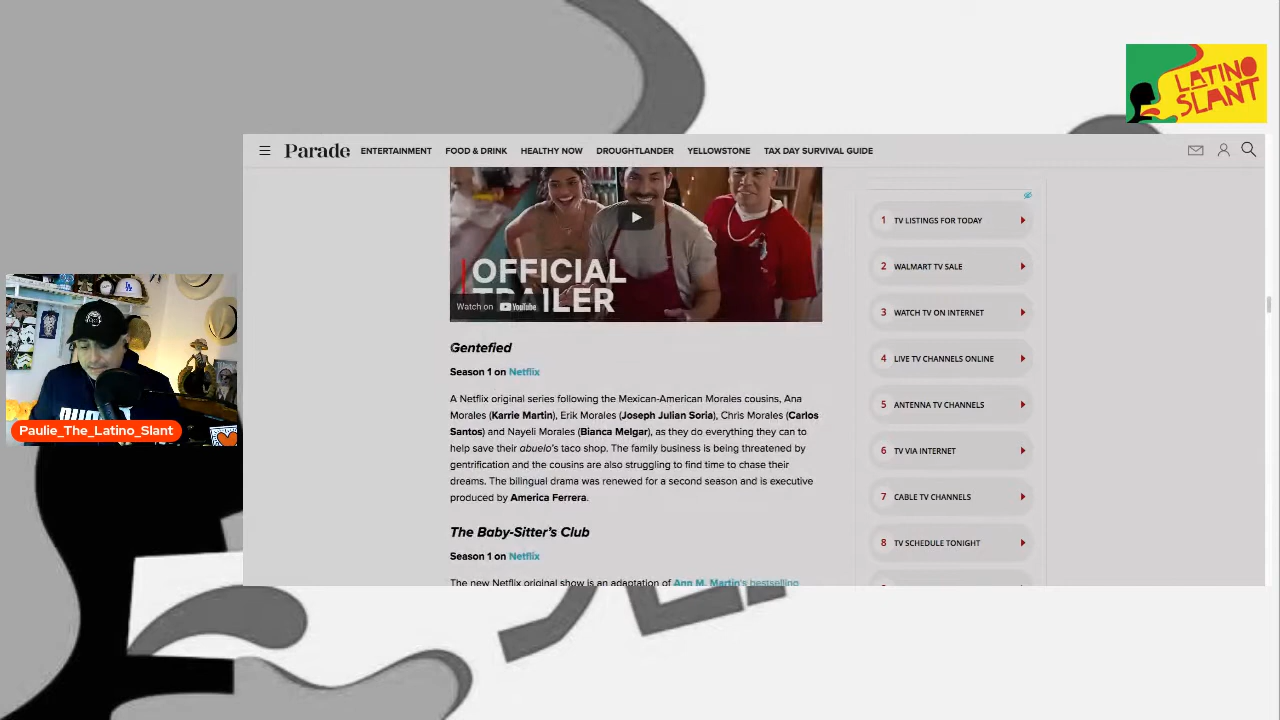 LATINO
SLANT
Parade ENTERTAINMENT FOOD & DRINK HEALTHY NOW DROUGHTLANDER YELLOWSTONE TAX DAY SURVIVAL GUIDE
OFFICIAL
TRAILER
Watch on YouTube
Gentefied
Season 1 on Netflix
A Netflix original series following the Mexican-American Morales cousins, Ana
Morales (Karrie Martin), Erik Morales (Joseph Julian Soria), Chris Morales (Carlos
Santos) and Nayeli Morales (Bianca Melgar), as they do everything they can to
help save their abuelo's taco shop. The family business is being threatened by
gentrification and the cousins are also struggling to find time to chase their
dreams. The bilingual drama was renewed for a second season and is executive
produced by America Ferrera.
The Baby-Sitter's Club
Season 1 on Netflix
The new Netflix original show is an adaptation of Ann M. Martin's bestselling
1 TV LISTINGS FOR TODAY
2 WALMART TV SALE
3 WATCH TV ON INTERNET
4 LIVE TV CHANNELS ONLINE
5 ANTENNA TV CHANNELS
6 TV VIA INTERNET
7 CABLE TV CHANNELS
8 TV SCHEDULE TONIGHT
Paulie_The_Latino_Slant